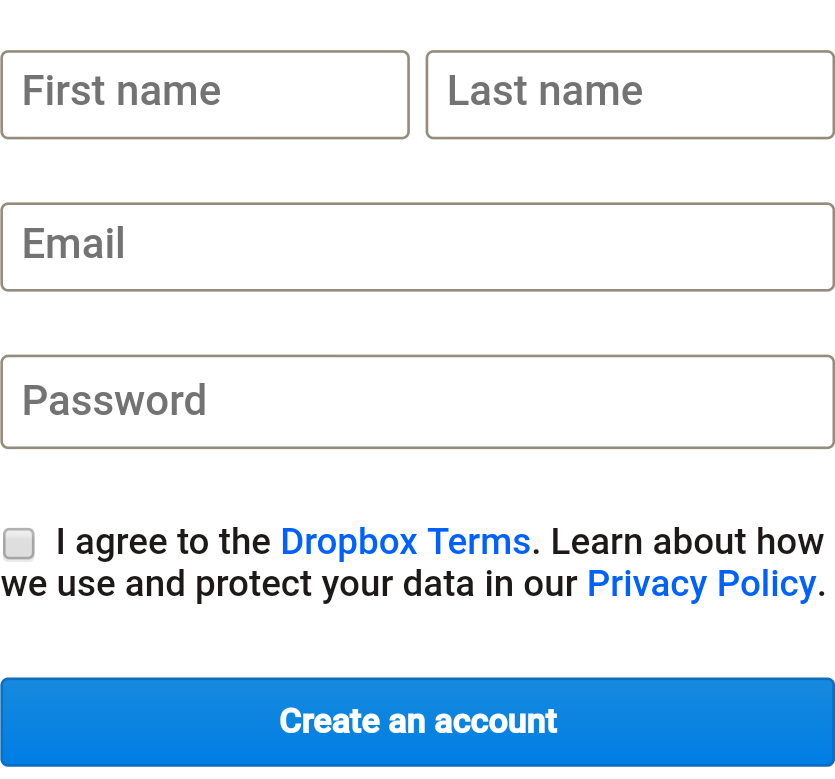 First name Last name
Email
Password
I agree to the Dropbox Terms. Learn about how
we use and protect your data in our Privacy Policy.
Create an account